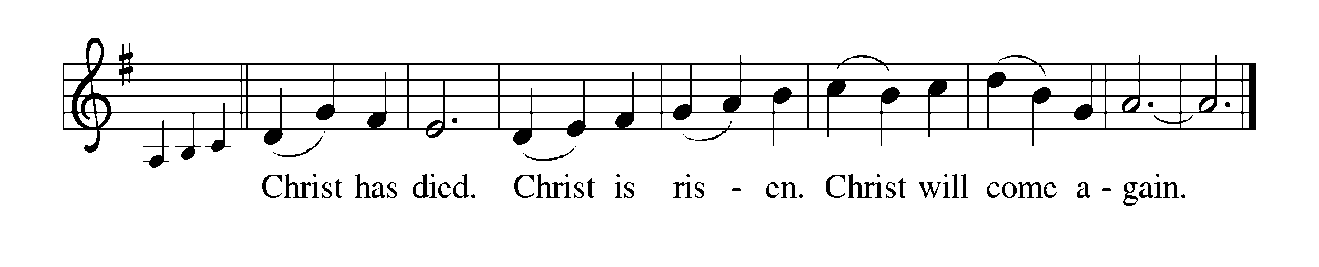 Christ has died. Christ is ris - en. Christ will come a - gain.